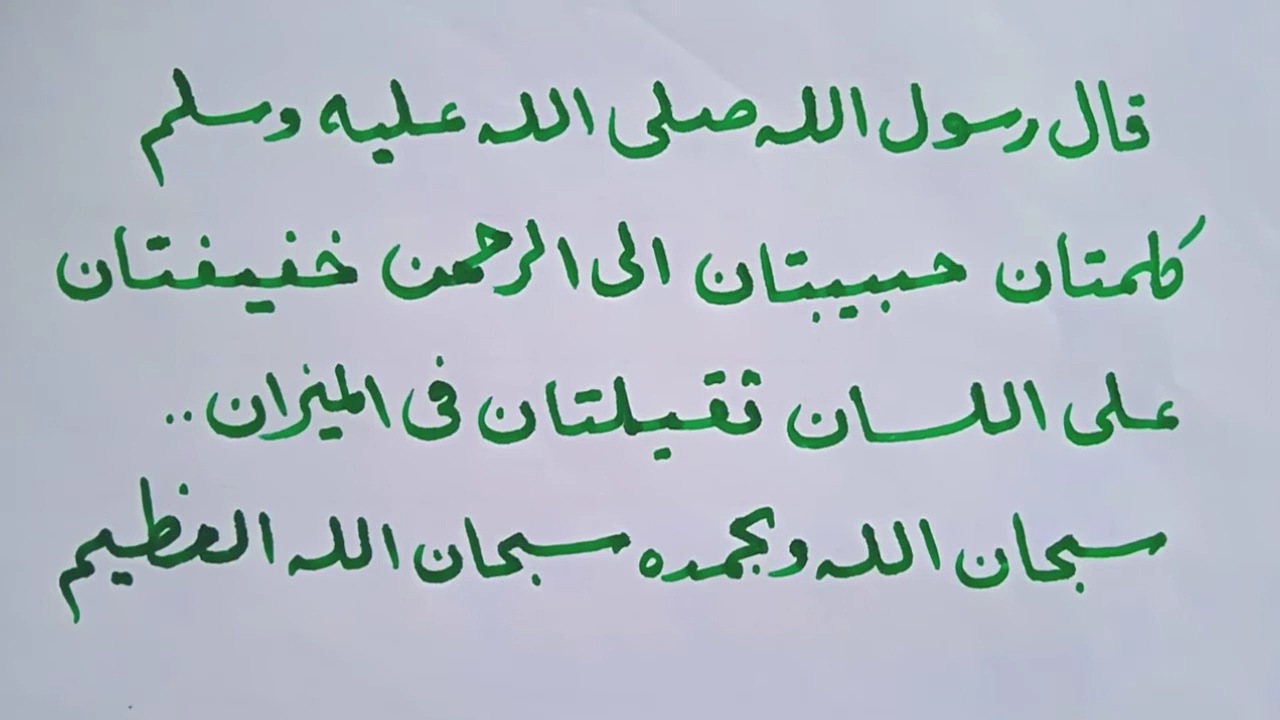 قال رسول الله صلى الله عليه وسلم
كلمتان حبيبتان الى الرحمن خفيفتان
على اللسان ثقيلتان فى الميزان ..
سبحان الله وبحمده سبحان الله العظيم